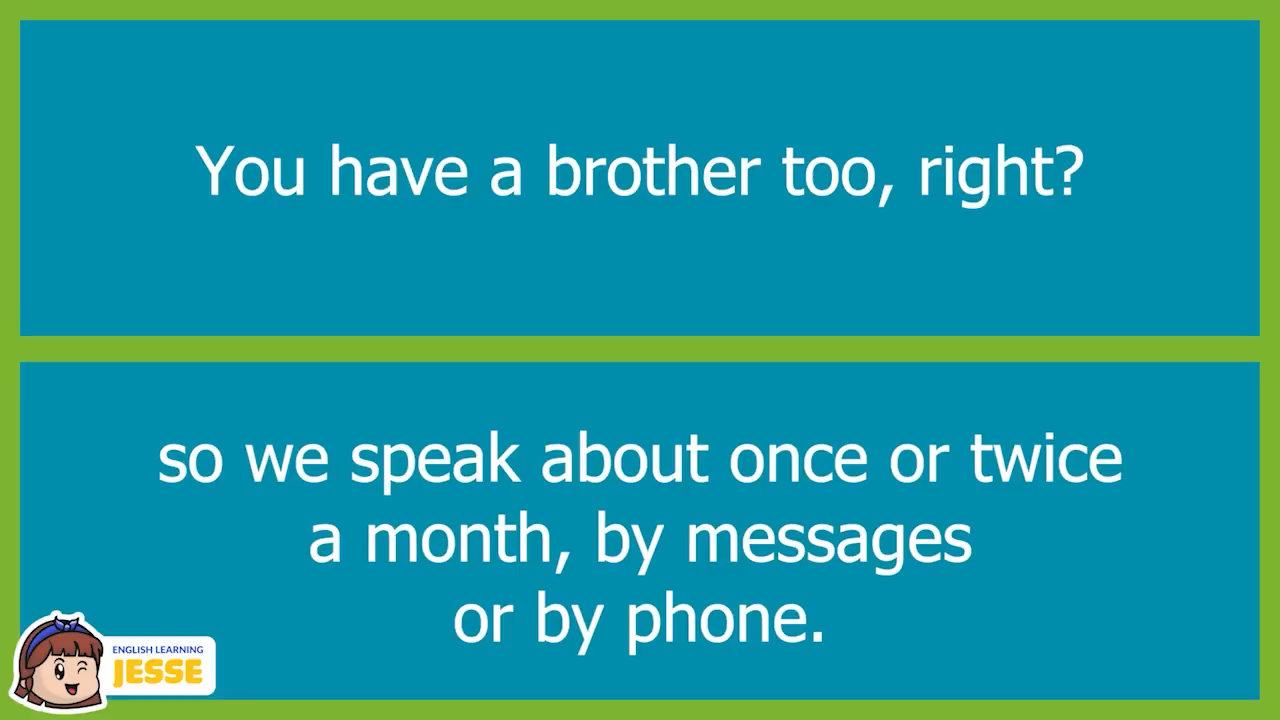 You have a brother too, right?
so we speak about once or twice
a month, by messages
or by phone.
ENGLISH LEARNING
JESSE